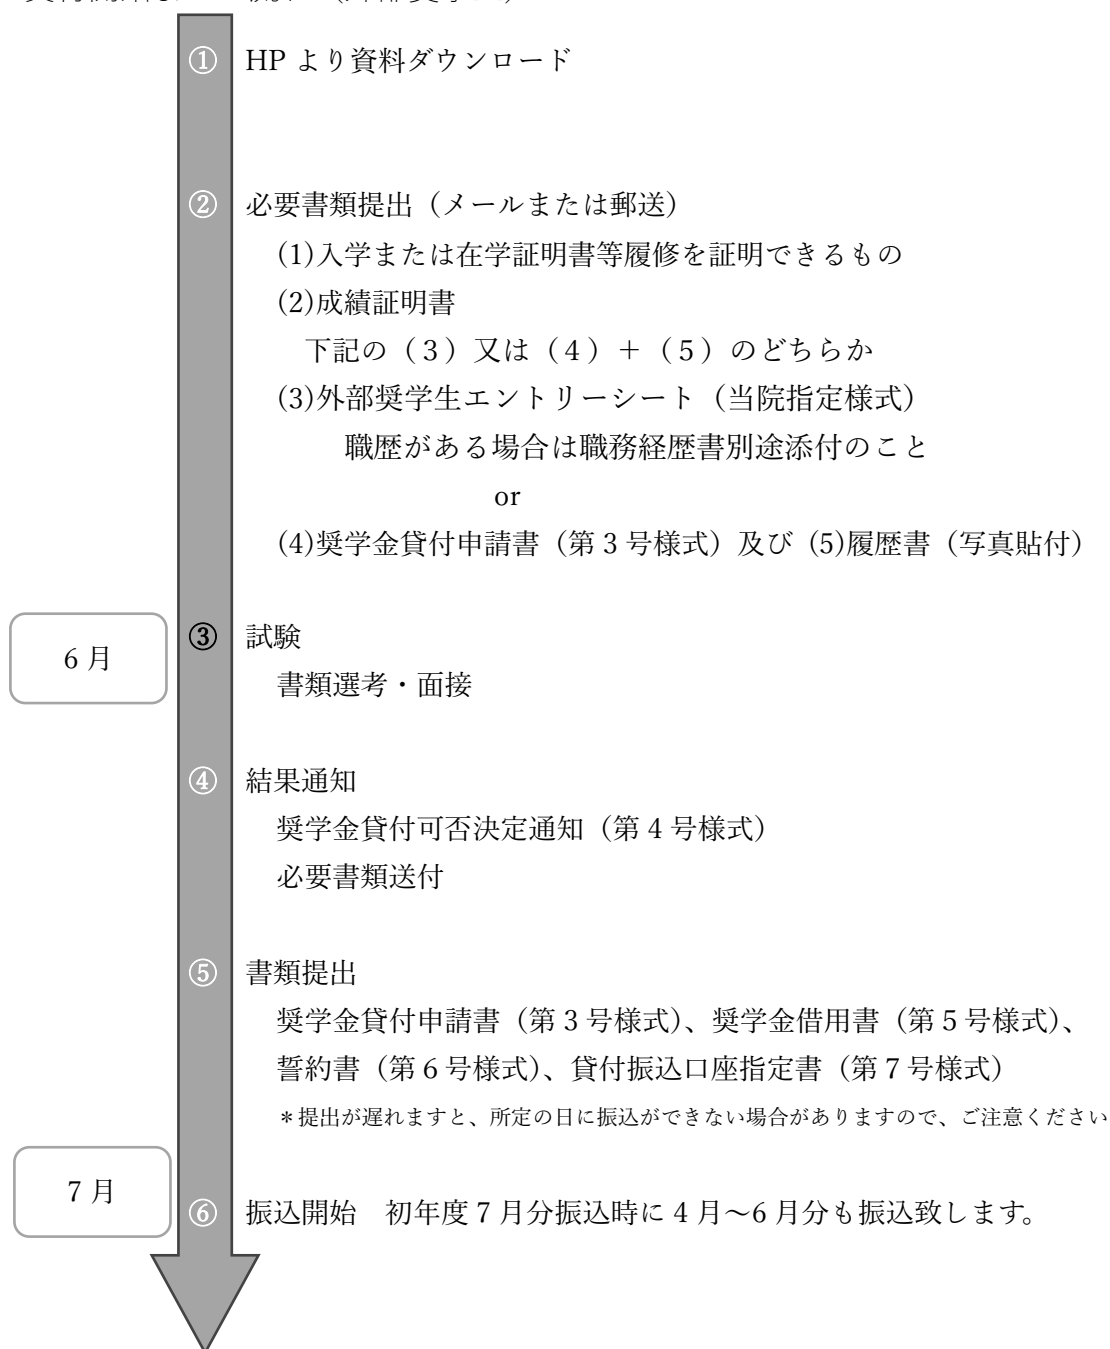 ① HP より資料ダウンロード
② 必要書類提出（メールまたは郵送）
(1)入学または在学証明書等履修を証明できるもの
(2)成績証明書
下記の（３）又は（４）＋（５）のどちらか
(3)外部奨学生エントリーシート（当院指定様式）
職歴がある場合は職務経歴書別途添付のこと
or
(4)奨学金貸付申請書（第３号様式）及び (5)履歴書（写真貼付）
6 月
③ 試験
書類選考・面接
④ 結果通知
奨学金貸付可否決定通知（第４号様式）
必要書類送付
⑤ 書類提出
奨学金貸付申請書（第３号様式）、奨学金借用書（第５号様式）、
誓約書（第６号様式）、貸付振込口座指定書（第７号様式）
＊提出が遅れますと、所定の日に振込ができない場合がありますので、ご注意ください
7 月
⑥ 振込開始　初年度７月分振込時に 4 月～6 月分も振込致します。